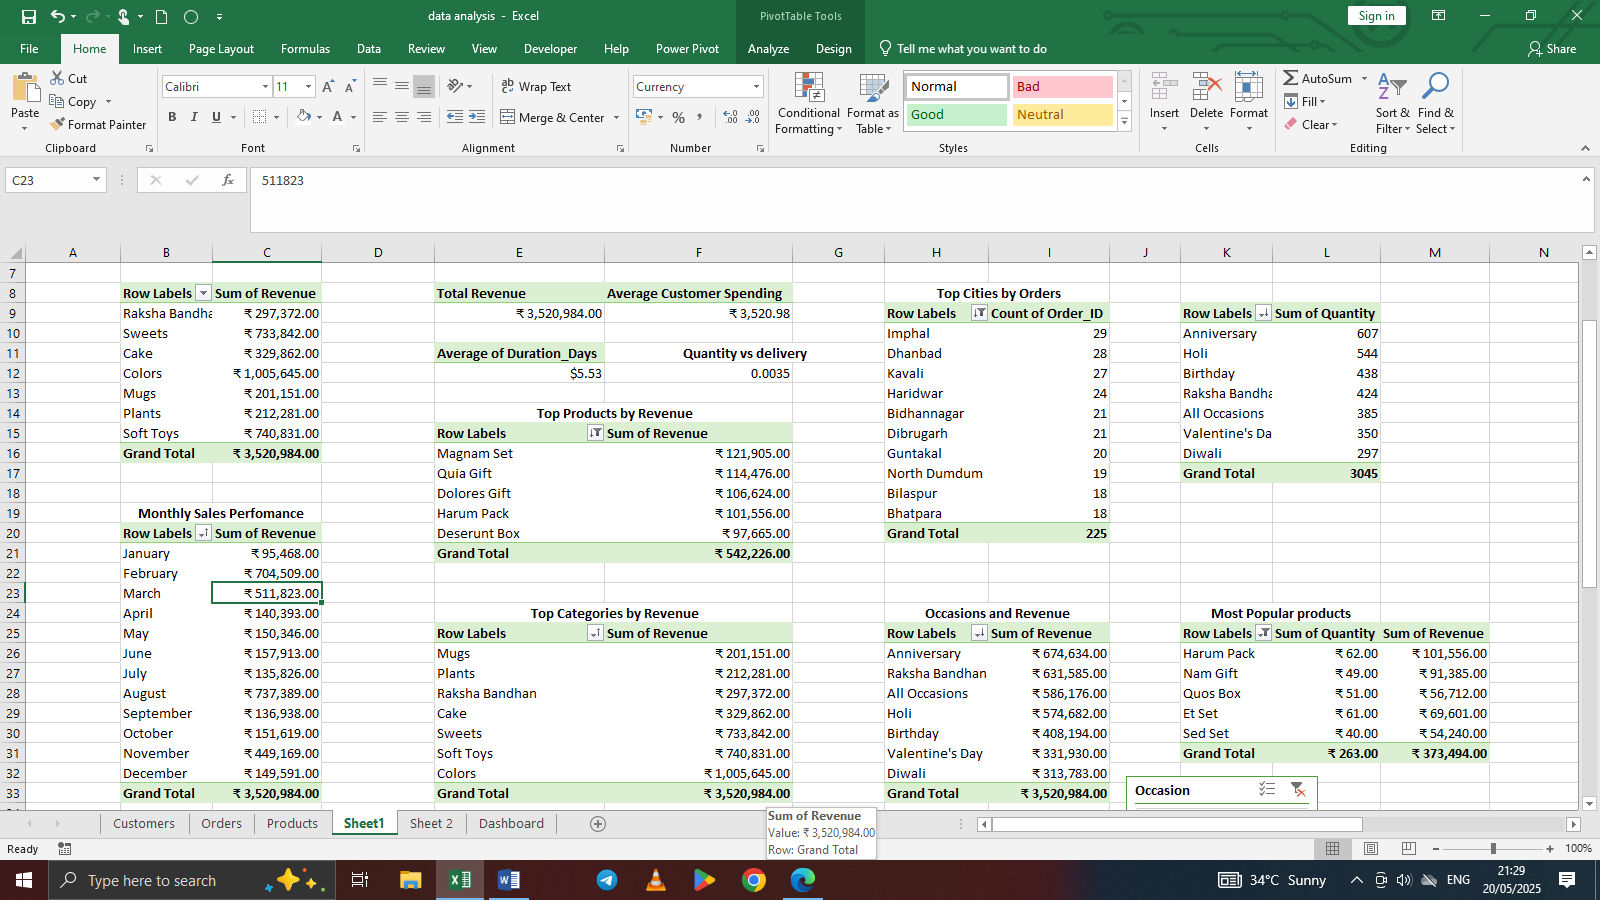 data analysis - Excel
PivotTable Tools
Sign in
File Home Insert Page Layout Formulas Data Review View Developer Help Power Pivot Analyze Design Tell me what you want to do Share
Cut
Copy
Format Painter
Paste
Clipboard
Calibri 11
B I U
Font
Wrap Text
Merge & Center
Alignment
Currency
Number
Conditional Formatting
Format as Table
Normal Bad
Good Neutral
Styles
Insert Delete Format
Cells
AutoSum
Fill
Clear
Sort & Filter
Find & Select
Editing
C23 fx 511823
A B C D E F G H I J K L M N
7
8 Row Labels Sum of Revenue Total Revenue Average Customer Spending Top Cities by Orders
9 Raksha Bandha ₹ 297,372.00 ₹ 3,520,984.00 ₹ 3,520.98 Row Labels Count of Order_ID Row Labels Sum of Quantity
10 Sweets ₹ 733,842.00 Imphal 29 Anniversary 607
11 Cake ₹ 329,862.00 Average of Duration_Days Quantity vs delivery Dhanbad 28 Holi 544
12 Colors ₹ 1,005,645.00 $5.53 0.0035 Kavali 27 Birthday 438
13 Mugs ₹ 201,151.00 Haridwar 24 Raksha Bandha 424
14 Plants ₹ 212,281.00 Top Products by Revenue Bidhannagar 21 All Occasions 385
15 Soft Toys ₹ 740,831.00 Row Labels Sum of Revenue Dibrugarh 21 Valentine's Da 350
16 Grand Total ₹ 3,520,984.00 Magnam Set ₹ 121,905.00 Guntakal 20 Diwali 297
17 Quia Gift ₹ 114,476.00 North Dumdum 19 Grand Total 3045
18 Dolores Gift ₹ 106,624.00 Bilaspur 18
19 Monthly Sales Perfomance Harum Pack ₹ 101,556.00 Bhatpara 18
20 Row Labels Sum of Revenue Deserunt Box ₹ 97,665.00 Grand Total 225
21 January ₹ 95,468.00 Grand Total ₹ 542,226.00
22 February ₹ 704,509.00
23 March ₹ 511,823.00
24 April ₹ 140,393.00 Top Categories by Revenue Occasions and Revenue Most Popular products
25 May ₹ 150,346.00 Row Labels Sum of Revenue Row Labels Sum of Revenue Row Labels Sum of Quantity Sum of Revenue
26 June ₹ 157,913.00 Mugs ₹ 201,151.00 Anniversary ₹ 674,634.00 Harum Pack ₹ 62.00 ₹ 101,556.00
27 July ₹ 135,826.00 Plants ₹ 212,281.00 Raksha Bandhan ₹ 631,585.00 Nam Gift ₹ 49.00 ₹ 91,385.00
28 August ₹ 737,389.00 Raksha Bandhan ₹ 297,372.00 All Occasions ₹ 586,176.00 Quos Box ₹ 51.00 ₹ 56,712.00
29 September ₹ 136,938.00 Cake ₹ 329,862.00 Holi ₹ 574,682.00 Et Set ₹ 61.00 ₹ 69,601.00
30 October ₹ 151,619.00 Sweets ₹ 733,842.00 Birthday ₹ 408,194.00 Sed Set ₹ 40.00 ₹ 54,240.00
31 November ₹ 449,169.00 Soft Toys ₹ 740,831.00 Valentine's Day ₹ 331,930.00 Grand Total ₹ 263.00 ₹ 373,494.00
32 December ₹ 149,591.00 Colors ₹ 1,005,645.00 Diwali ₹ 313,783.00
33 Grand Total ₹ 3,520,984.00 Grand Total ₹ 3,520,984.00 Grand Total ₹ 3,520,984.00
Occasion
Sum of Revenue
Value: ₹ 3,520,984.00
Row: Grand Total
Customers Orders Products Sheet1 Sheet 2 Dashboard
Ready 100%
Type here to search
34°C Sunny
ENG
21:29
20/05/2025